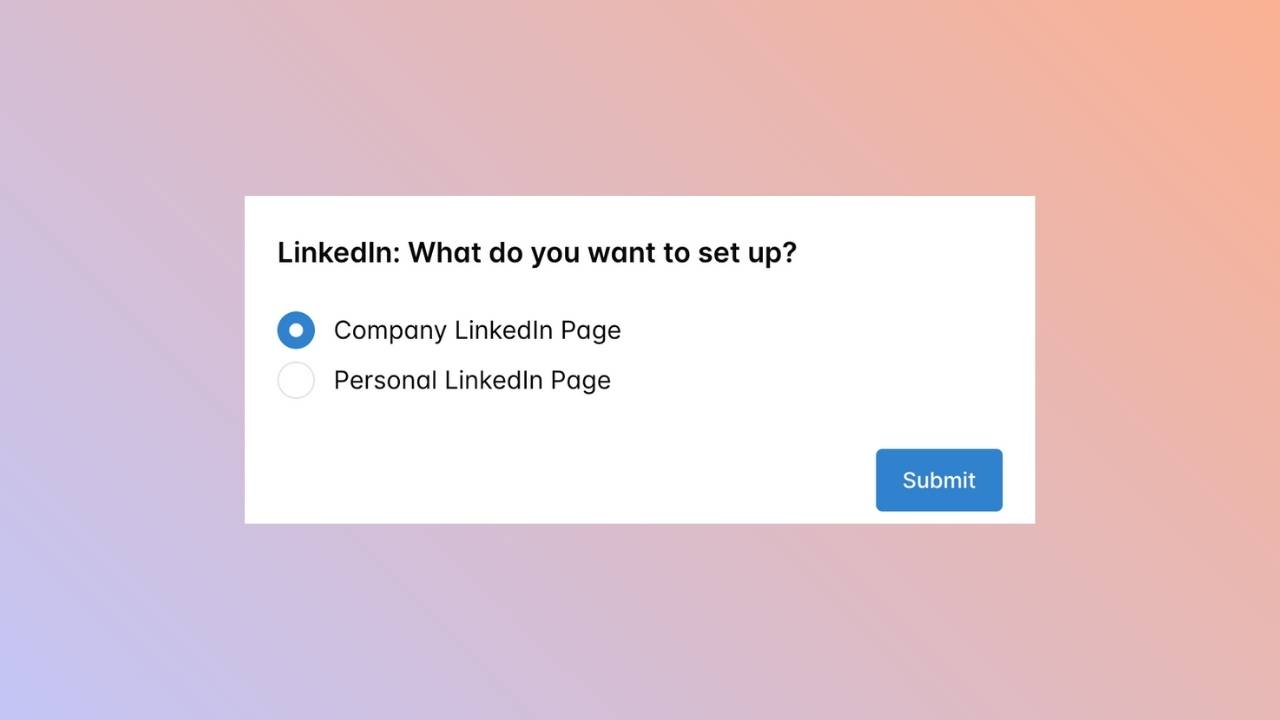 LinkedIn: What do you want to set up?
Company LinkedIn Page
Personal LinkedIn Page
Submit